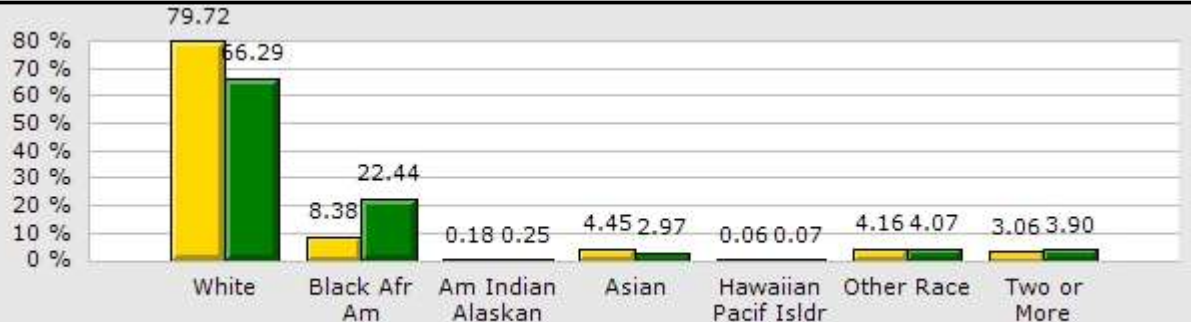 79.72
80 %
66.29
70 %
60 %
50 %
40 %
30 %
22.44
20 %
8.38
10 %
0.18 0.25
4.45 2.97
0.06 0.07
4.16 4.07
3.06 3.90
0 %
White
Black Afr Am
Am Indian Alaskan
Asian
Hawaiian Pacif Isldr
Other Race
Two or More